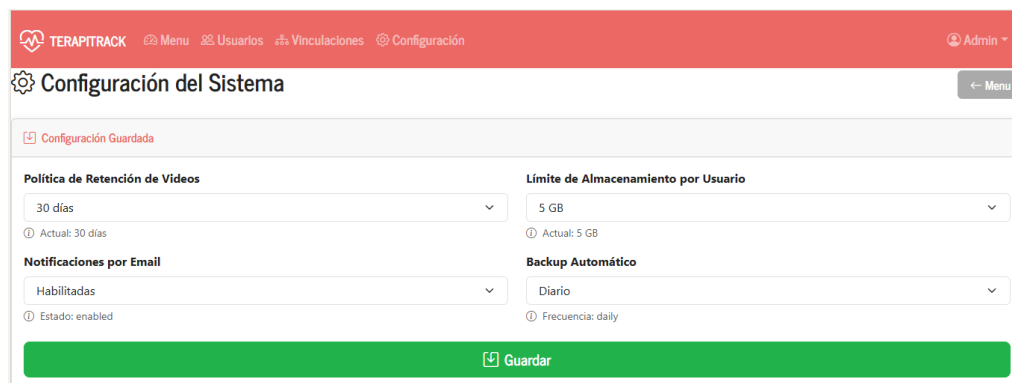 TERAPITRACK Menu Usuarios Vinculaciones Configuración Admin
Configuración del Sistema
← Menu
Configuración Guardada
Política de Retención de Videos
30 días
Actual: 30 días
Límite de Almacenamiento por Usuario
5 GB
Actual: 5 GB
Notificaciones por Email
Habilitadas
Estado: enabled
Backup Automático
Diario
Frecuencia: daily
Guardar